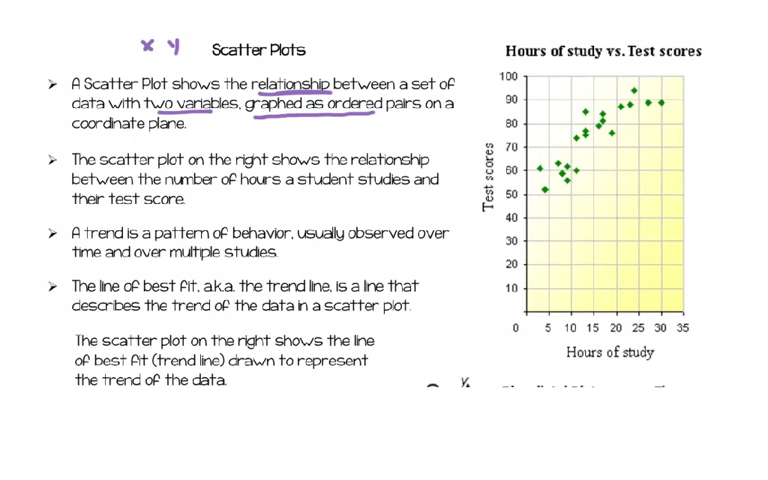 x y
Scatter Plots
➢ A Scatter Plot shows the relationship between a set of
data with two variables, graphed as ordered pairs on a
coordinate plane.
➢ The scatter plot on the right shows the relationship
between the number of hours a student studies and
their test score.
➢ A trend is a pattern of behavior, usually observed over
time and over multiple studies.
➢ The line of best fit, a.k.a. the trend line, is a line that
describes the trend of the data in a scatter plot.
The scatter plot on the right shows the line
of best fit (trend line) drawn to represent
the trend of the data.
Hours of study vs. Test scores
Test scores
100
90
80
70
60
50
40
30
20
10
0 5 10 15 20 25 30 35
Hours of study